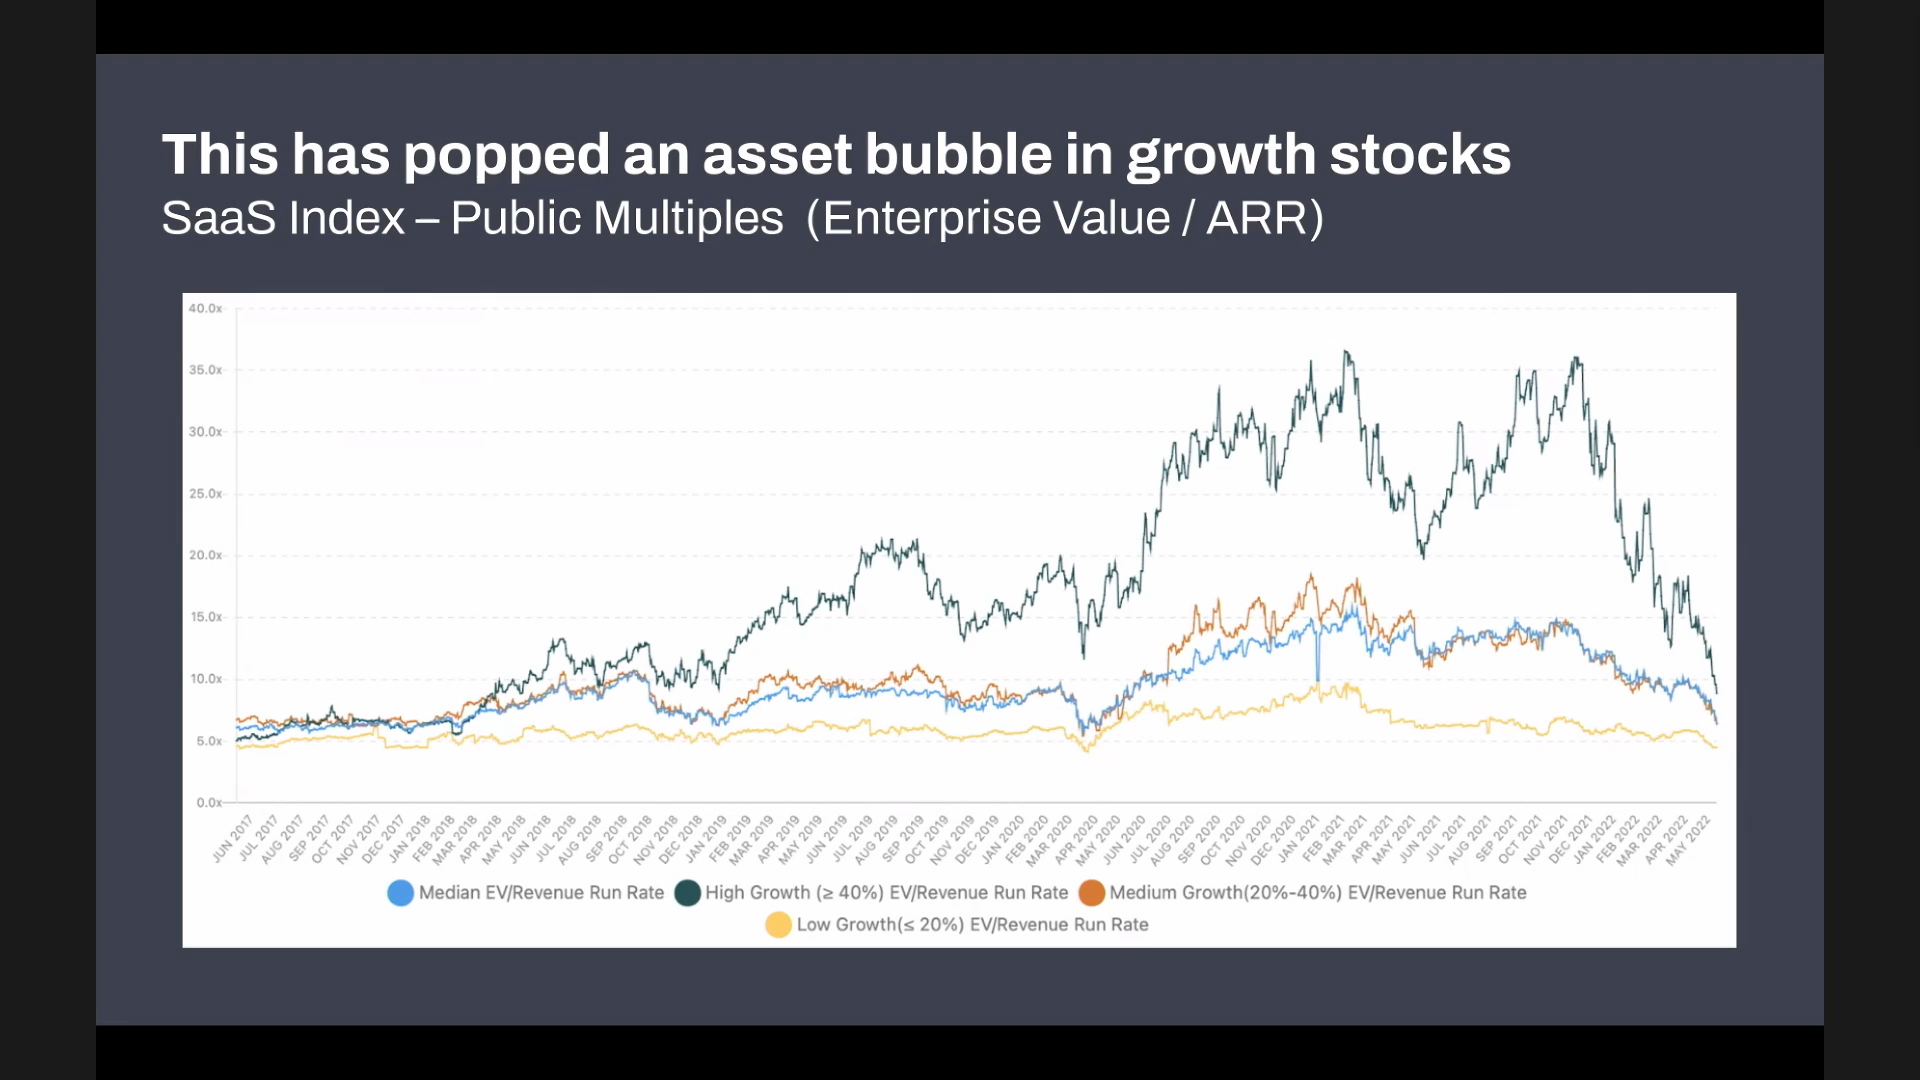 This has popped an asset bubble in growth stocks
SaaS Index – Public Multiples (Enterprise Value / ARR)
40.0x
35.0x
30.0x
25.0x
20.0x
15.0x
10.0x
5.0x
0.0x
JUN 2017 JUL 2017 AUG 2017 SEP 2017 OCT 2017 NOV 2017 DEC 2017 JAN 2018 FEB 2018 MAR 2018 APR 2018 MAY 2018 JUN 2018 JUL 2018 AUG 2018 SEP 2018 OCT 2018 NOV 2018 DEC 2018 JAN 2019 FEB 2019 MAR 2019 APR 2019 MAY 2019 JUN 2019 JUL 2019 AUG 2019 SEP 2019 OCT 2019 NOV 2019 DEC 2019 JAN 2020 FEB 2020 MAR 2020 APR 2020 MAY 2020 JUN 2020 JUL 2020 AUG 2020 SEP 2020 OCT 2020 NOV 2020 DEC 2020 JAN 2021 FEB 2021 MAR 2021 APR 2021 MAY 2021 JUN 2021 JUL 2021 AUG 2021 SEP 2021 OCT 2021 NOV 2021 DEC 2021 JAN 2022 FEB 2022 MAR 2022 APR 2022 MAY 2022
Median EV/Revenue Run Rate High Growth (≥ 40%) EV/Revenue Run Rate Medium Growth(20%-40%) EV/Revenue Run Rate
Low Growth(≤ 20%) EV/Revenue Run Rate